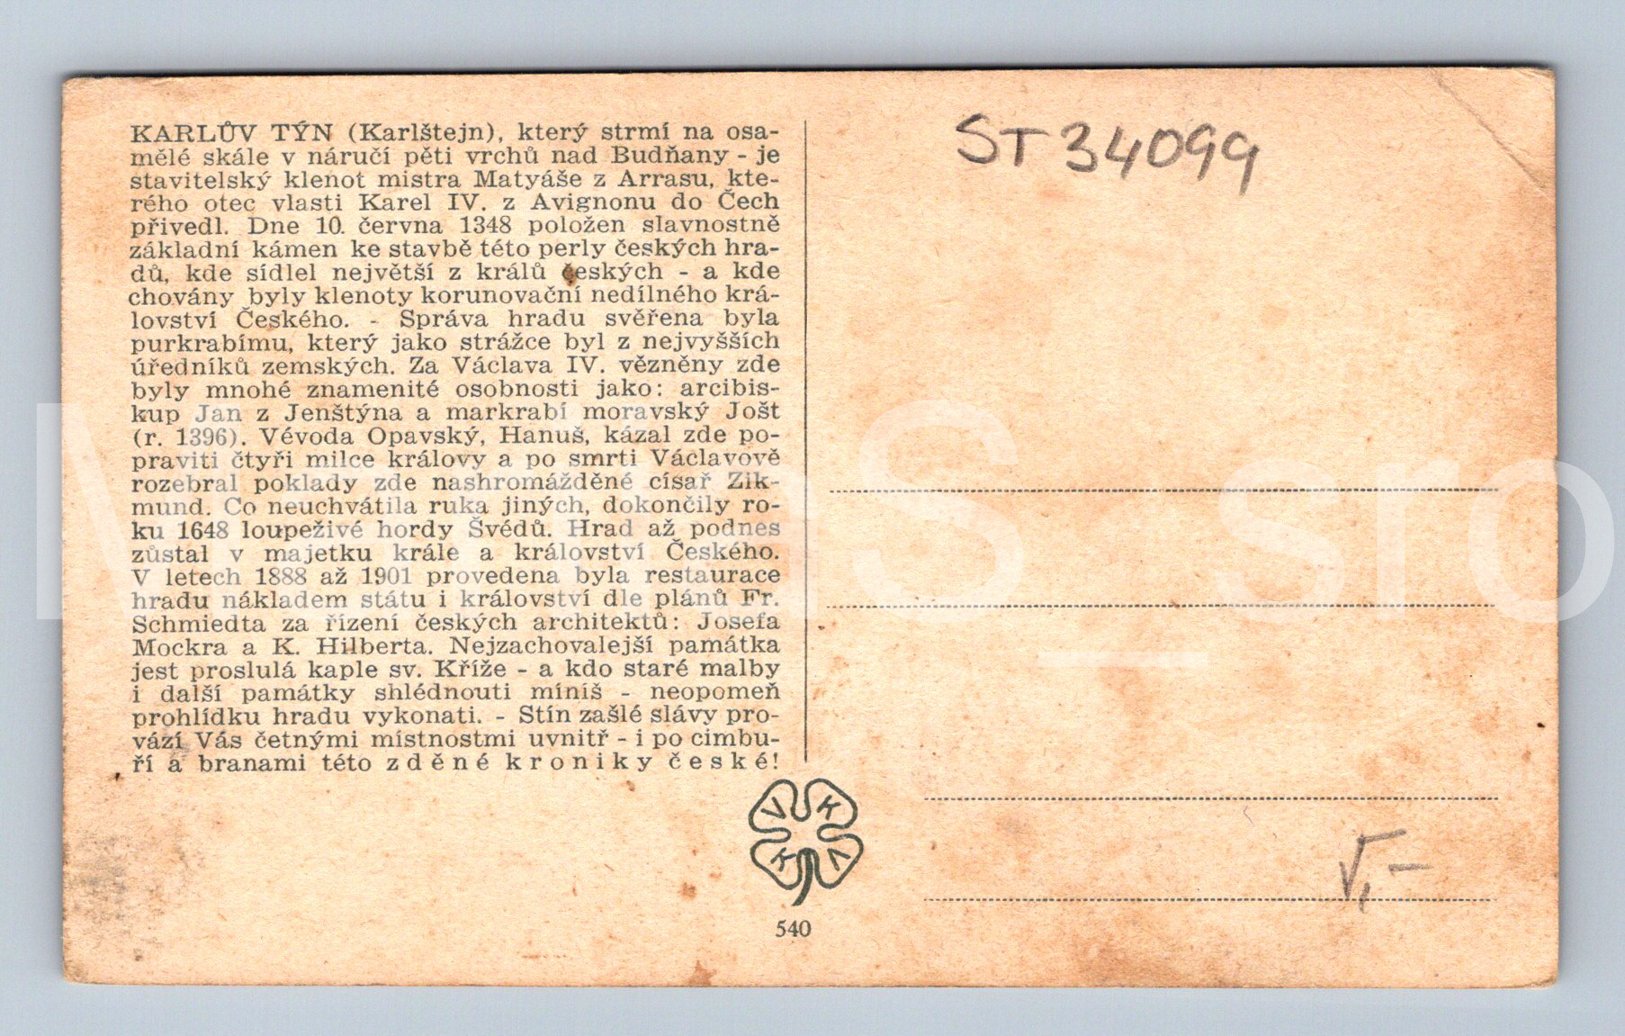 KARLŮV TÝN (Karlštejn), který strmí na osa-
mělé skále v náručí pěti vrchů nad Budňany - je
stavitelský klenot mistra Matyáše z Arrasu, kte-
rého otec vlasti Karel IV. z Avignonu do Čech
přivedl. Dne 10. června 1348 položen slavnostně
základní kámen ke stavbě této perly českých hra-
dů, kde sídlel největší z králů českých - a kde
chovány byly klenoty korunovační nedílného krá-
lovství Českého. - Správa hradu svěřena byla
purkrabímu, který jako strážce byl z nejvyšších
úředníků zemských. Za Václava IV. vězněny zde
byly mnohé znamenité osobnosti jako: arcibis-
kup Jan z Jenštýna a markrabí moravský Jošt
(r. 1396). Vévoda Opavský, Hanuš, kázal zde po-
praviti čtyři milce královy a po smrti Václavově
rozebral poklady zde nashromážděné císař Zik-
mund. Co neuchvátila ruka jiných, dokončily ro-
ku 1648 loupeživé hordy Švédů. Hrad až podnes
zůstal v majetku krále a království Českého.
V letech 1888 až 1901 provedena byla restaurace
hradu nákladem státu i království dle plánů Fr.
Schmiedta za řízení českých architektů: Josefa
Mockra a K. Hilberta. Nejzachovalejší památka
jest proslulá kaple sv. Kříže - a kdo staré malby
i další památky shlédnouti míníš - neopomeň
prohlídku hradu vykonati. - Stín zašlé slávy pro-
vází Vás četnými místnostmi uvnitř - i po cimbu-
ří a branami této zděné kroniky české!
ST 34099
V K
K V
540